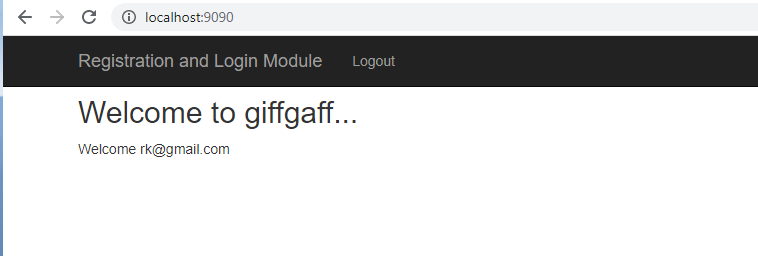 localhost:9090
Registration and Login Module Logout
Welcome to giffgaff...
Welcome rk@gmail.com